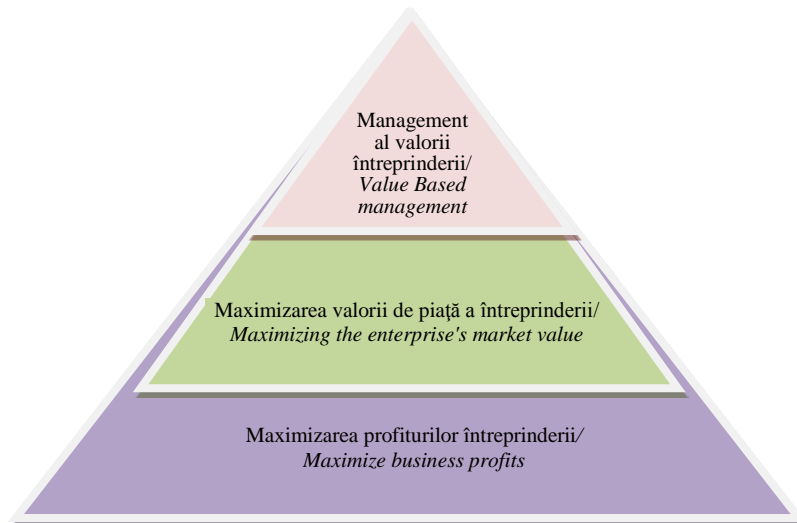 Management
al valorii
întreprinderii/
Value Based
management
Maximizarea valorii de piaţă a întreprinderii/
Maximizing the enterprise's market value
Maximizarea profiturilor întreprinderii/
Maximize business profits